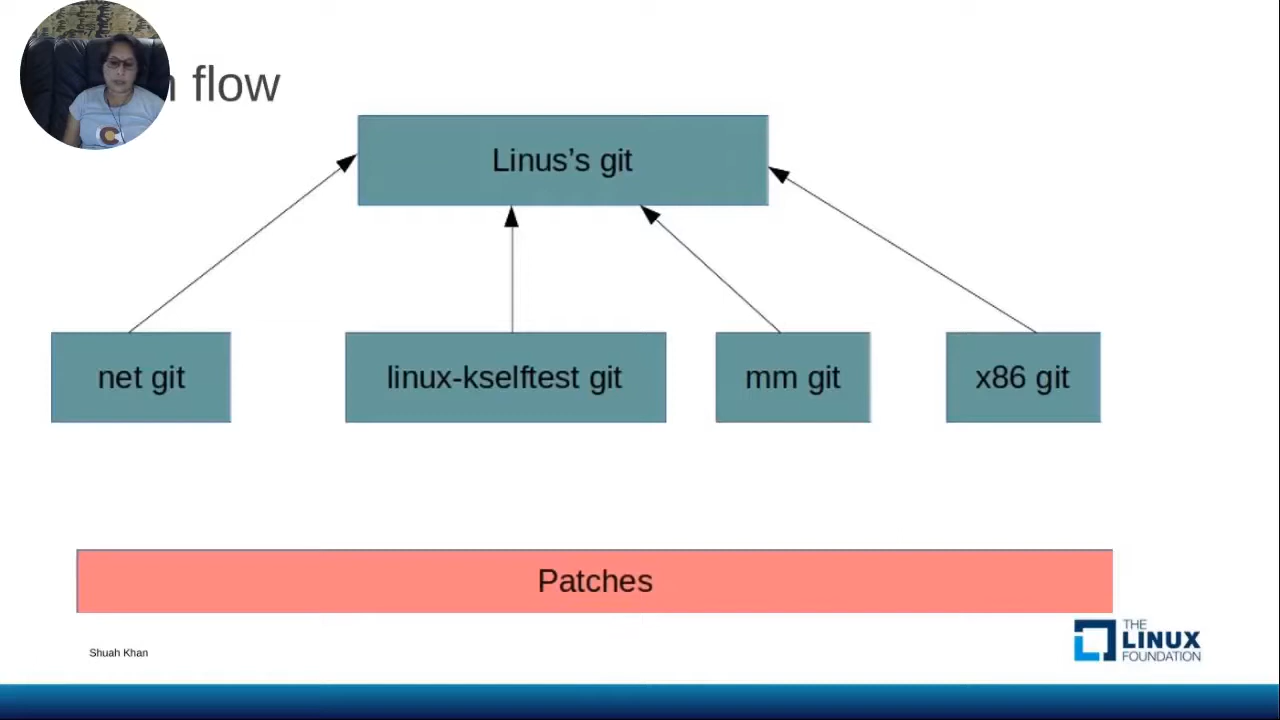 flow
Linus’s git
net git
linux-kselftest git
mm git
x86 git
Patches
Shuah Khan
THE
LINUX
FOUNDATION